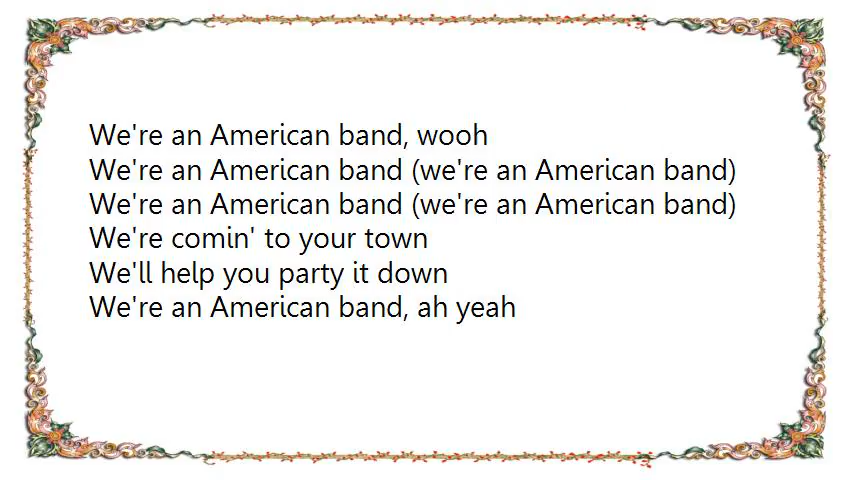 We're an American band, wooh
We're an American band (we're an American band)
We're an American band (we're an American band)
We're comin' to your town
We'll help you party it down
We're an American band, ah yeah